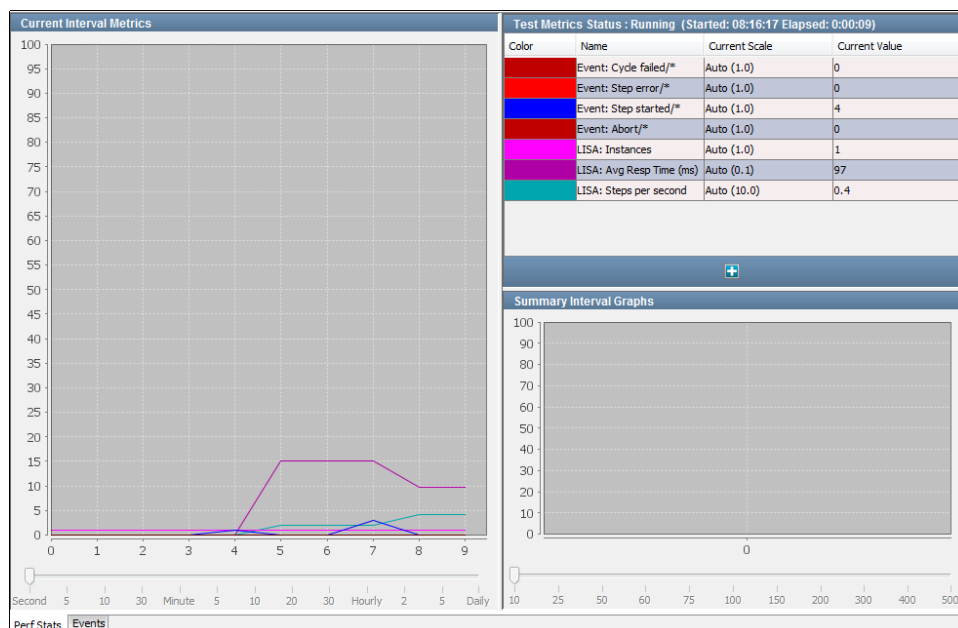 Current Interval Metrics
100
95
90
85
80
75
70
65
60
55
50
45
40
35
30
25
20
15
10
5
0
0 1 2 3 4 5 6 7 8 9
Second 5 10 30 Minute 5 10 20 30 Hourly 2 5 Daily
Perf Stats Events
Test Metrics Status : Running (Started: 08:16:17 Elapsed: 0:00:09)
Color Name Current Scale Current Value
Event: Cycle failed/* Auto (1.0) 0
Event: Step error/* Auto (1.0) 0
Event: Step started/* Auto (1.0) 4
Event: Abort/* Auto (1.0) 0
LISA: Instances Auto (1.0) 1
LISA: Avg Resp Time (ms) Auto (0.1) 97
LISA: Steps per second Auto (10.0) 0.4
Summary Interval Graphs
100
90
80
70
60
50
40
30
20
10
0
0
10 25 50 60 75 100 150 200 300 400 500